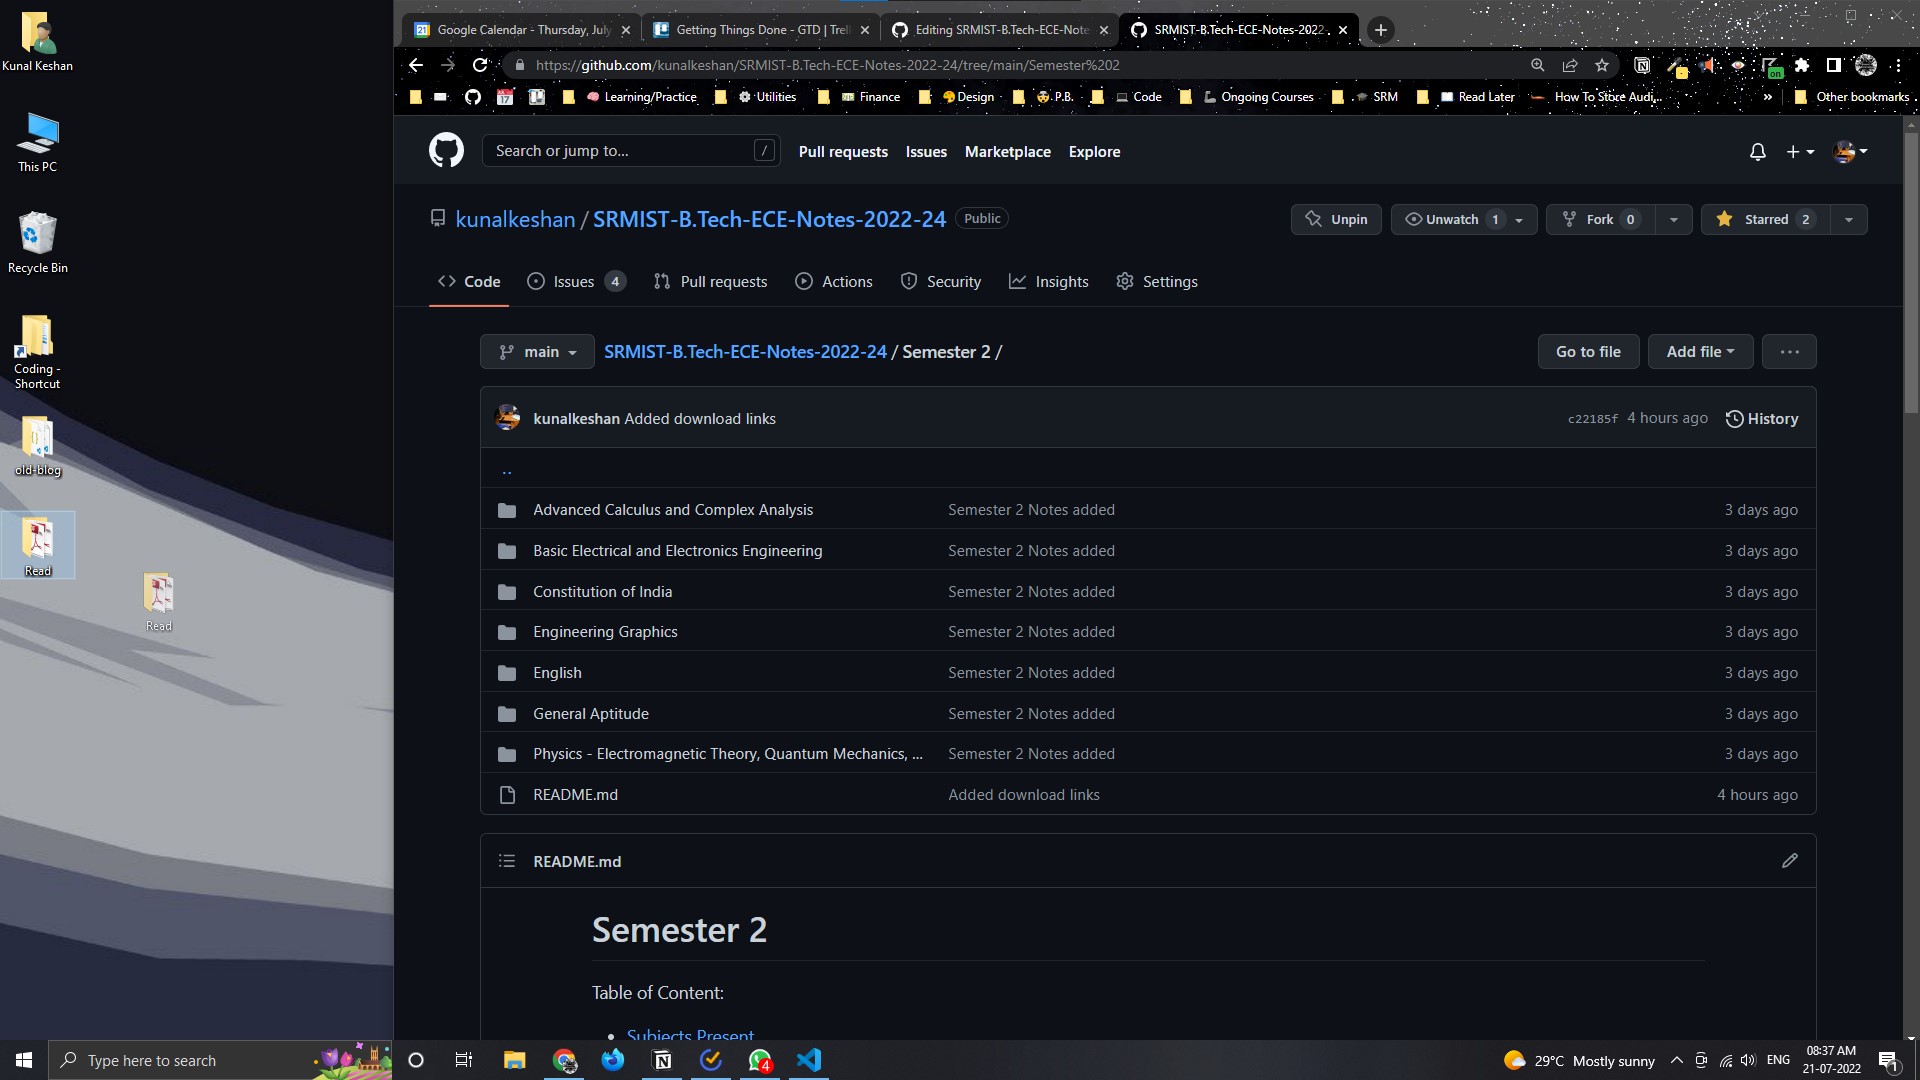 Kunal Keshan
This PC
Recycle Bin
Coding -
Shortcut
old-blog
Read
Read
21
Google Calendar - Thursday, July
Getting Things Done - GTD | Trell
Editing SRMIST-B.Tech-ECE-Note
SRMIST-B.Tech-ECE-Notes-2022-
https://github.com/kunalkeshan/SRMIST-B.Tech-ECE-Notes-2022-24/tree/main/Semester%202
on
17
Learning/Practice
Utilities
Finance
Design
P.B.
Code
Ongoing Courses
SRM
Read Later
How To Store Audi...
»
Other bookmarks
Search or jump to...
/
Pull requests
Issues
Marketplace
Explore
kunalkeshan / SRMIST-B.Tech-ECE-Notes-2022-24
Public
Unpin
Unwatch 1
Fork 0
Starred 2
Code
Issues 4
Pull requests
Actions
Security
Insights
Settings
main
SRMIST-B.Tech-ECE-Notes-2022-24 / Semester 2 /
Go to file
Add file
...
kunalkeshan Added download links
c22185f 4 hours ago
History
..
Advanced Calculus and Complex Analysis Semester 2 Notes added 3 days ago
Basic Electrical and Electronics Engineering Semester 2 Notes added 3 days ago
Constitution of India Semester 2 Notes added 3 days ago
Engineering Graphics Semester 2 Notes added 3 days ago
English Semester 2 Notes added 3 days ago
General Aptitude Semester 2 Notes added 3 days ago
Physics - Electromagnetic Theory, Quantum Mechanics, ... Semester 2 Notes added 3 days ago
README.md Added download links 4 hours ago
README.md
Semester 2
Table of Content:
Subjects Present
Type here to search
4
29°C Mostly sunny
ENG
08:37 AM
21-07-2022
1